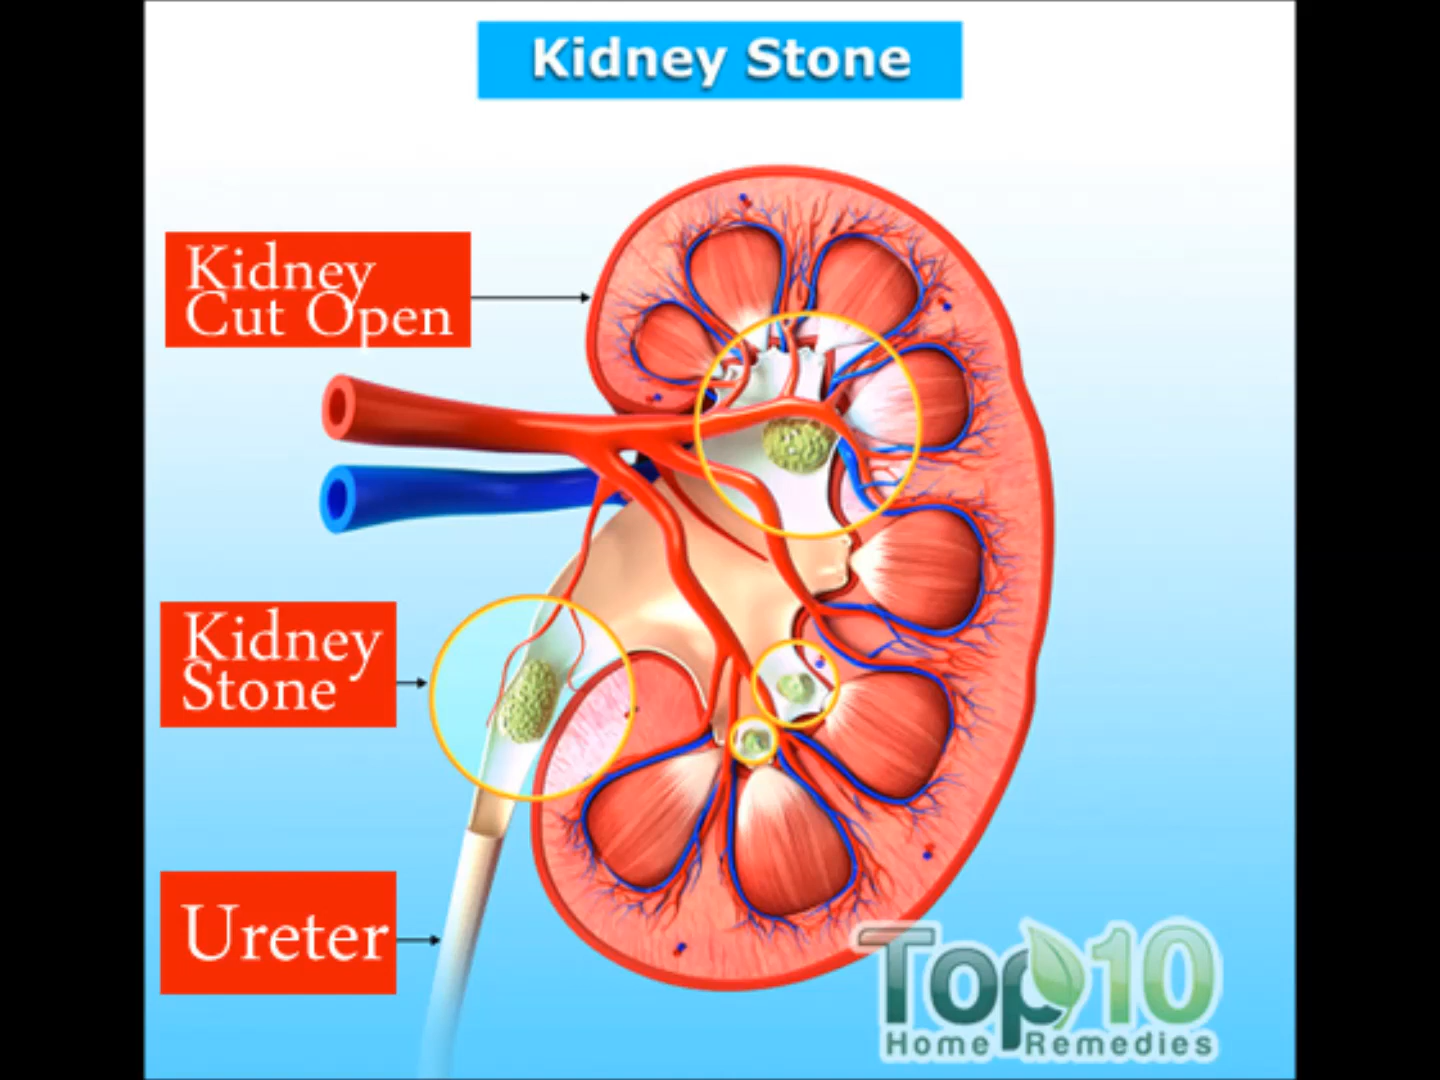 Kidney Stone
Kidney
Cut Open
Kidney
Stone
Ureter
Top10
Home Remedies